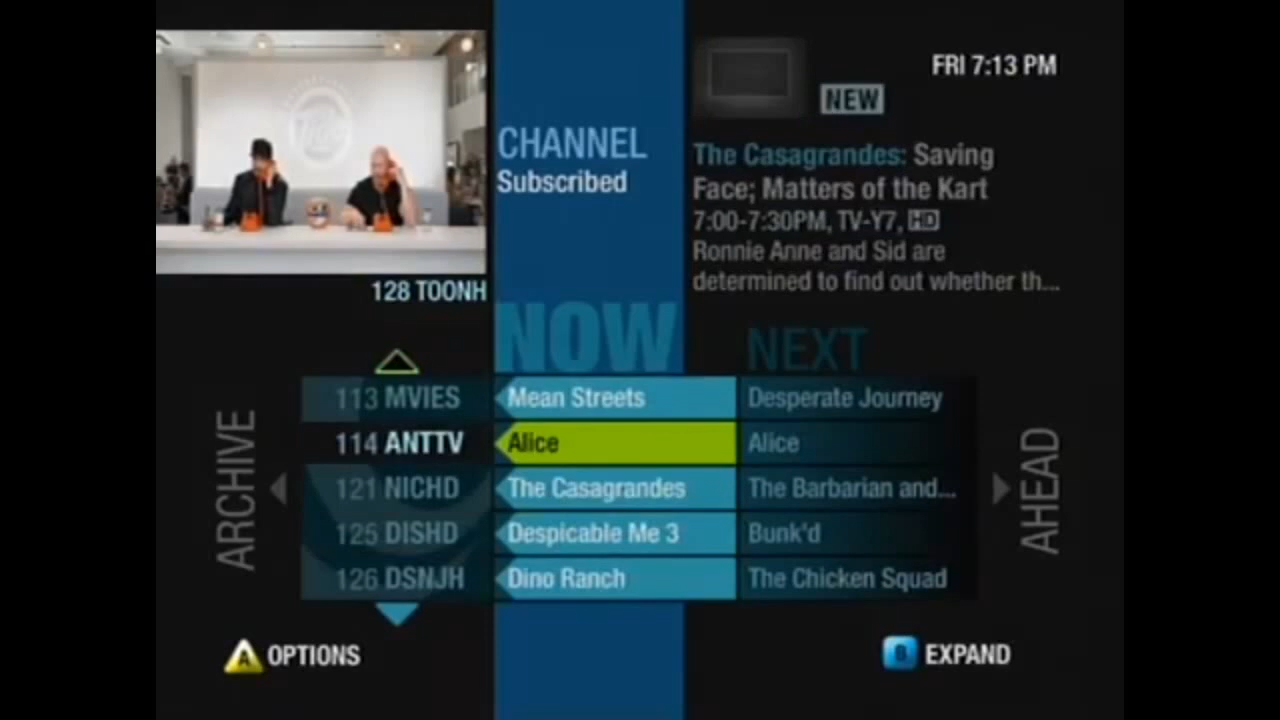 FRI 7:13 PM
NEW
CHANNEL
Subscribed
The Casagrandes: Saving
Face; Matters of the Kart
7:00-7:30PM, TV-Y7, HD
Ronnie Anne and Sid are
determined to find out whether th...
128 TOONH
NOW
NEXT
113 MVIES Mean Streets Desperate Journey
114 ANTTV Alice Alice
121 NICHD The Casagrandes The Barbarian and...
125 DISHD Despicable Me 3 Bunk'd
126 DSNJH Dino Ranch The Chicken Squad
ARCHIVE
AHEAD
A OPTIONS
B EXPAND